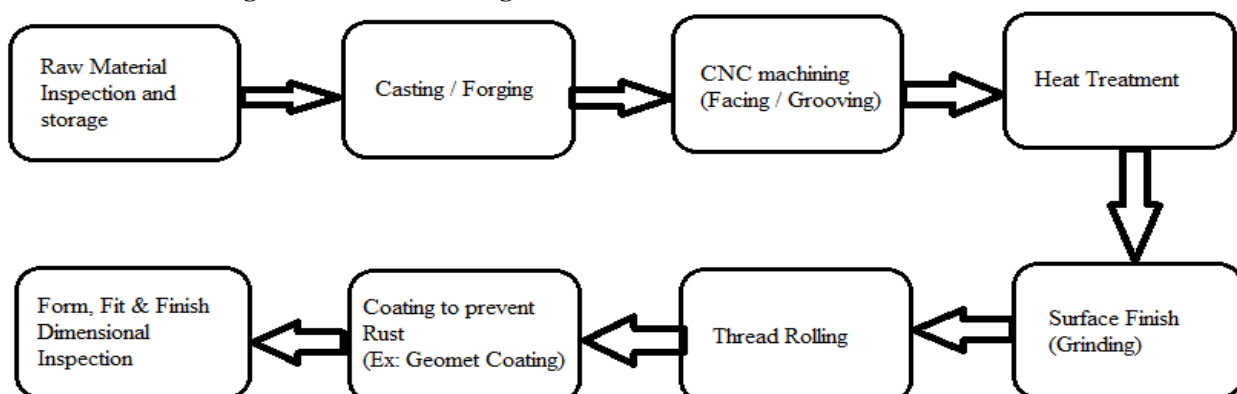 Raw Material
Inspection and
storage
Casting / Forging
CNC machining
(Facing / Grooving)
Heat Treatment
Surface Finish
(Grinding)
Thread Rolling
Coating to prevent
Rust
(Ex: Geomet Coating)
Form, Fit & Finish
Dimensional
Inspection